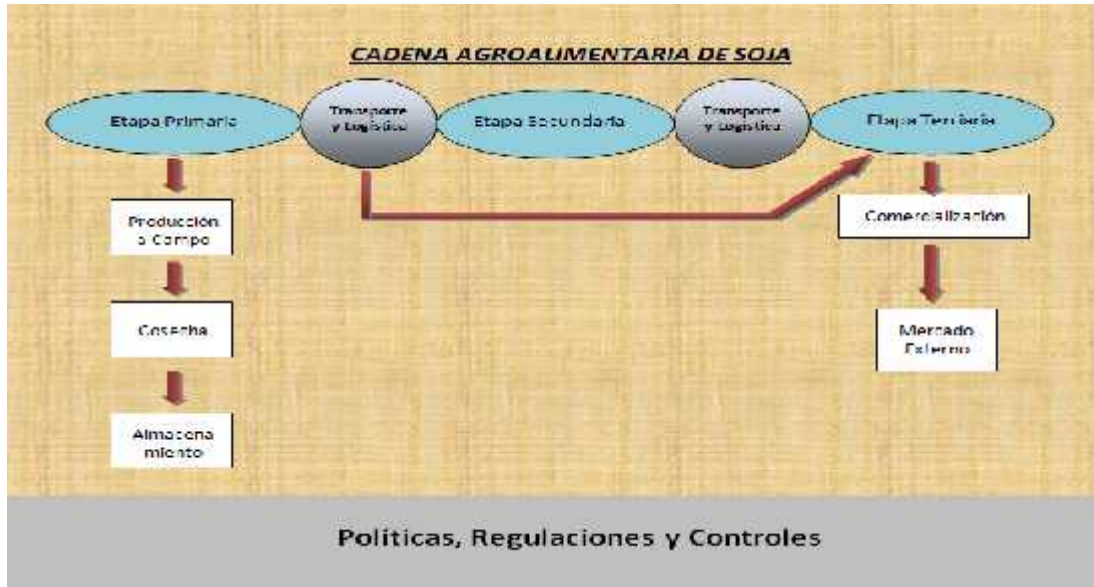 CADENA AGROALIMENTARIA DE SOJA
Etapa Primaria
Transporte
y Logística
Etapa Secundaria
Transporte
y Logística
Etapa Terciaria
Producción
a Campo
Cosecha
Almacena
miento
Comercialización
Mercado
Externo
Políticas, Regulaciones y Controles